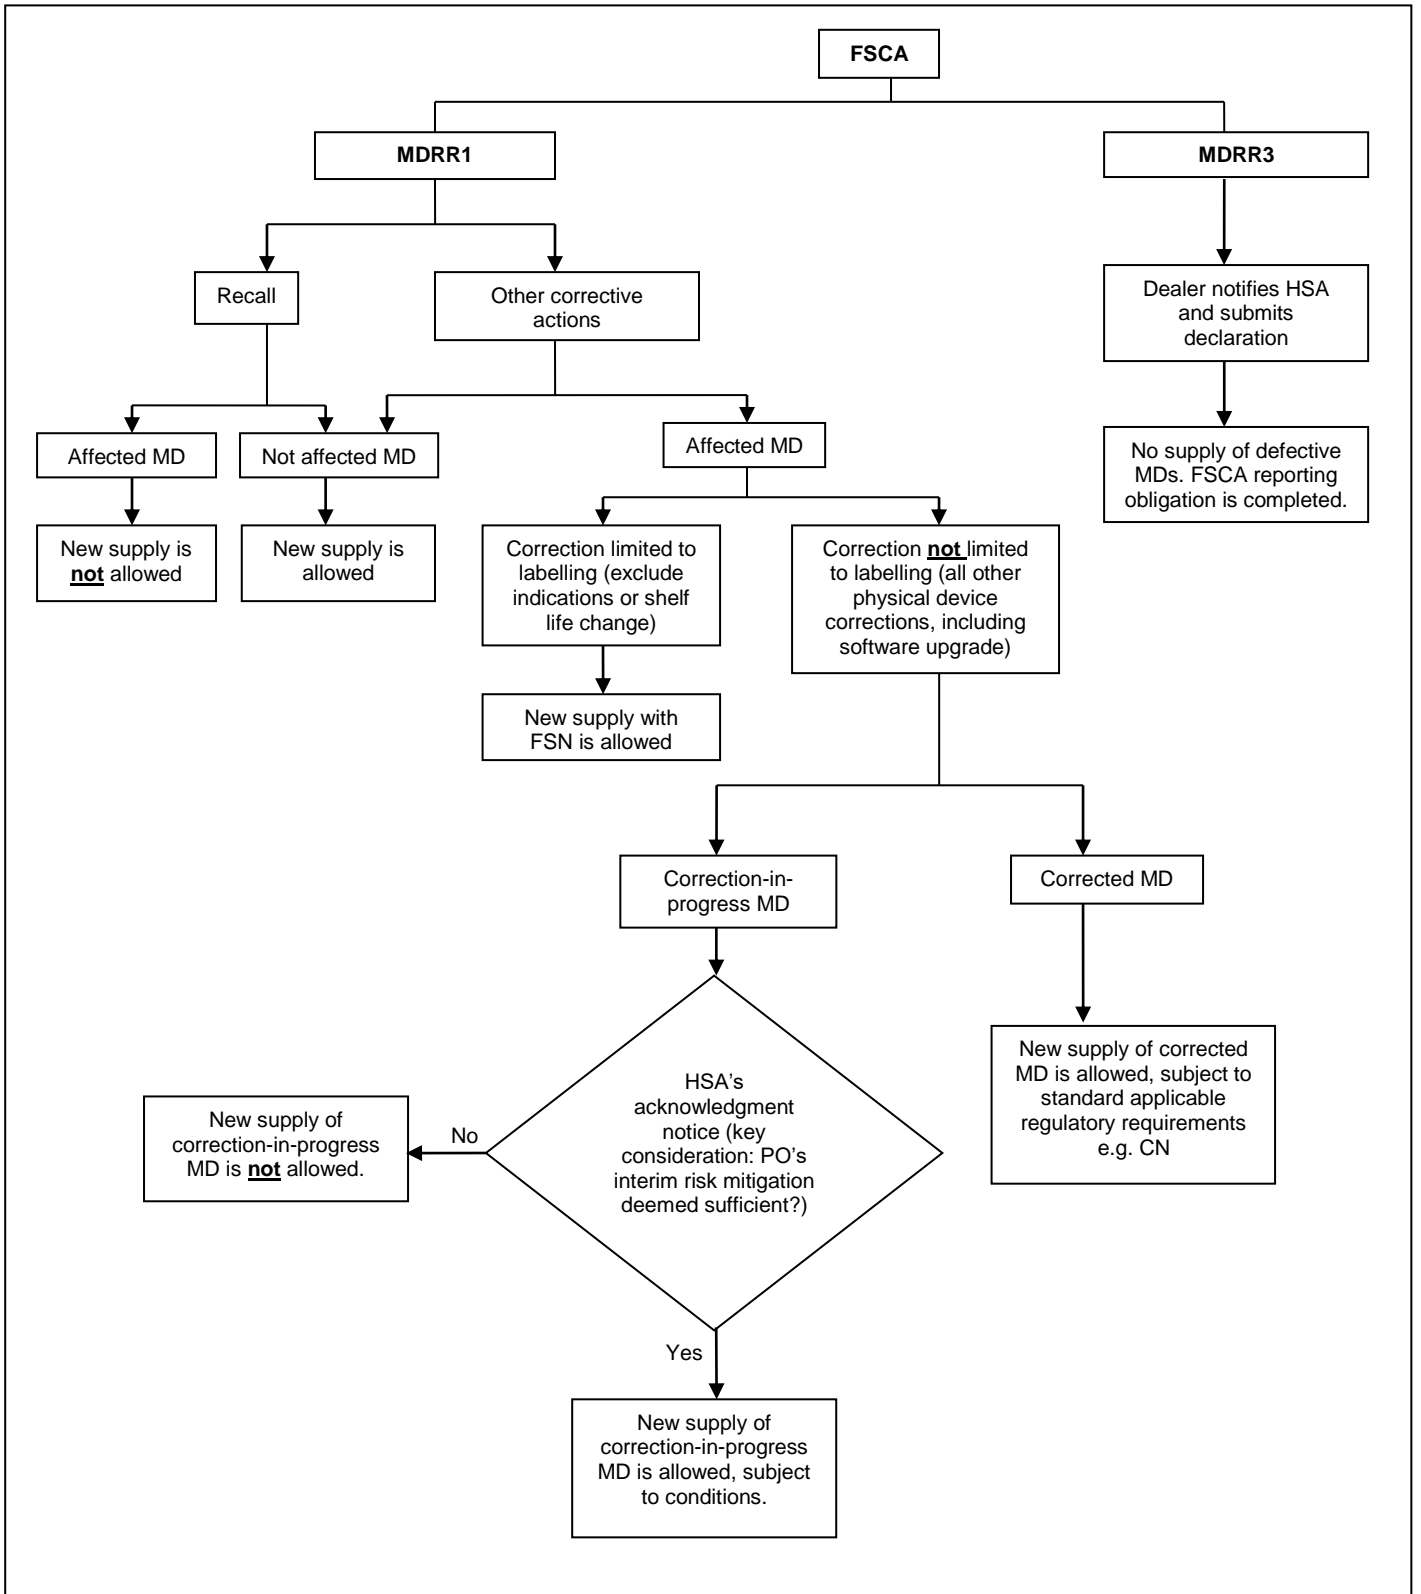 FSCA
MDRR1
MDRR3
Recall
Other corrective
actions
Dealer notifies HSA
and submits
declaration
Affected MD
Not affected MD
Affected MD
No supply of defective
MDs. FSCA reporting
obligation is completed.
New supply is
not allowed
New supply is
allowed
Correction limited to
labelling (exclude
indications or shelf
life change)
Correction not limited
to labelling (all other
physical device
corrections, including
software upgrade)
New supply with
FSN is allowed
Correction-in-
progress MD
Corrected MD
HSA's
acknowledgment
notice (key
consideration: PO's
interim risk mitigation
deemed sufficient?)
New supply of corrected
MD is allowed, subject to
standard applicable
regulatory requirements
e.g. CN
No
New supply of
correction-in-progress
MD is not allowed.
Yes
New supply of
correction-in-progress
MD is allowed, subject
to conditions.